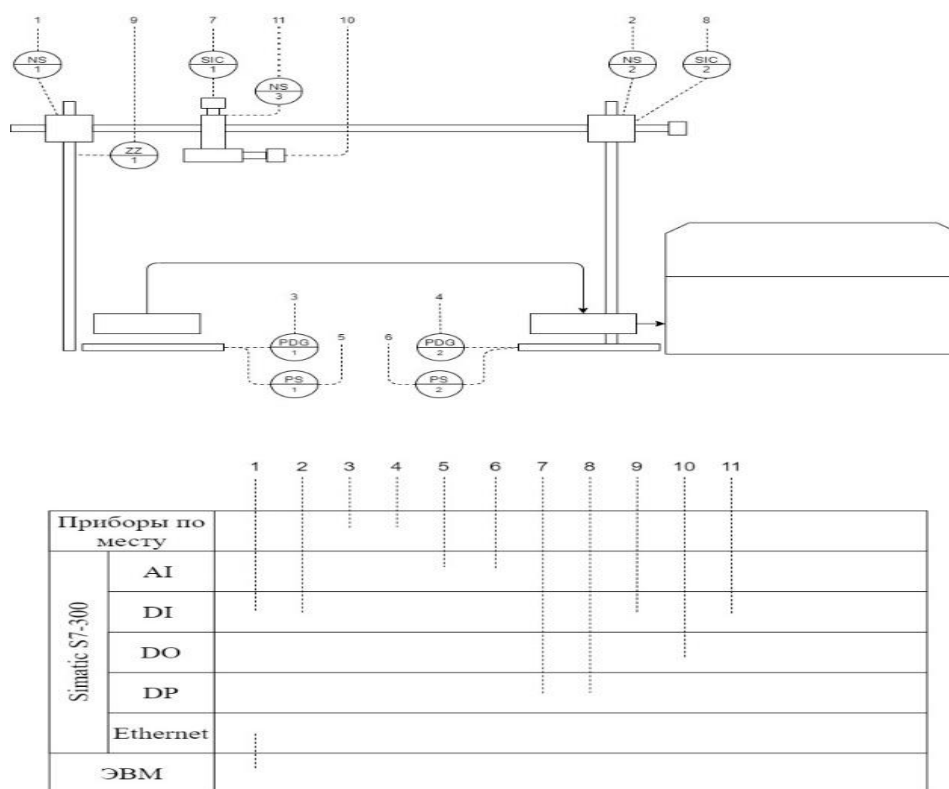 1 9 7 11 10 2 8
NS
1
SIC
1
NS
3
NS
2
SIC
2
ZZ
1
3 4
5 6
PDG
1
PDG
2
PS
1
PS
2
1 2 3 4 5 6 7 8 9 10 11
Приборы по
месту
Simatic S7-300
AI
DI
DO
DP
Ethernet
ЭВМ